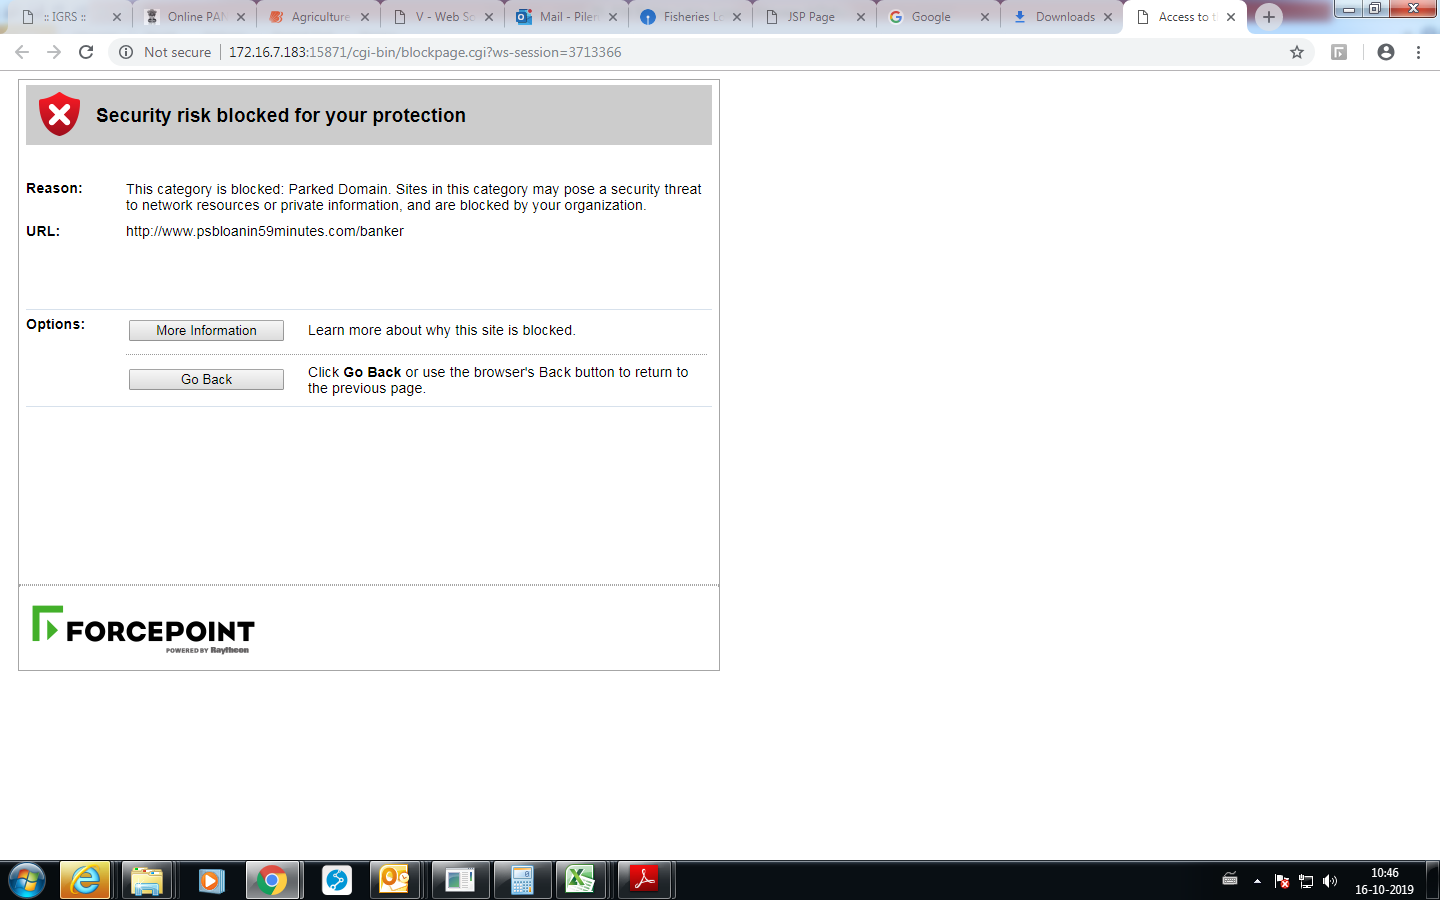 :: IGRS ::
Online PAN
Agriculture
V - Web Sc
Mail - Piler
Fisheries Lo
JSP Page
Google
Downloads
Access to t
Not secure
172.16.7.183:15871/cgi-bin/blockpage.cgi?ws-session=3713366
Security risk blocked for your protection
Reason:
This category is blocked: Parked Domain. Sites in this category may pose a security threat
to network resources or private information, and are blocked by your organization.
URL:
http://www.psbloanin59minutes.com/banker
Options:
More Information
Learn more about why this site is blocked.
Go Back
Click Go Back or use the browser's Back button to return to
the previous page.
FORCEPOINT
POWERED BY Raytheon
10:46
16-10-2019